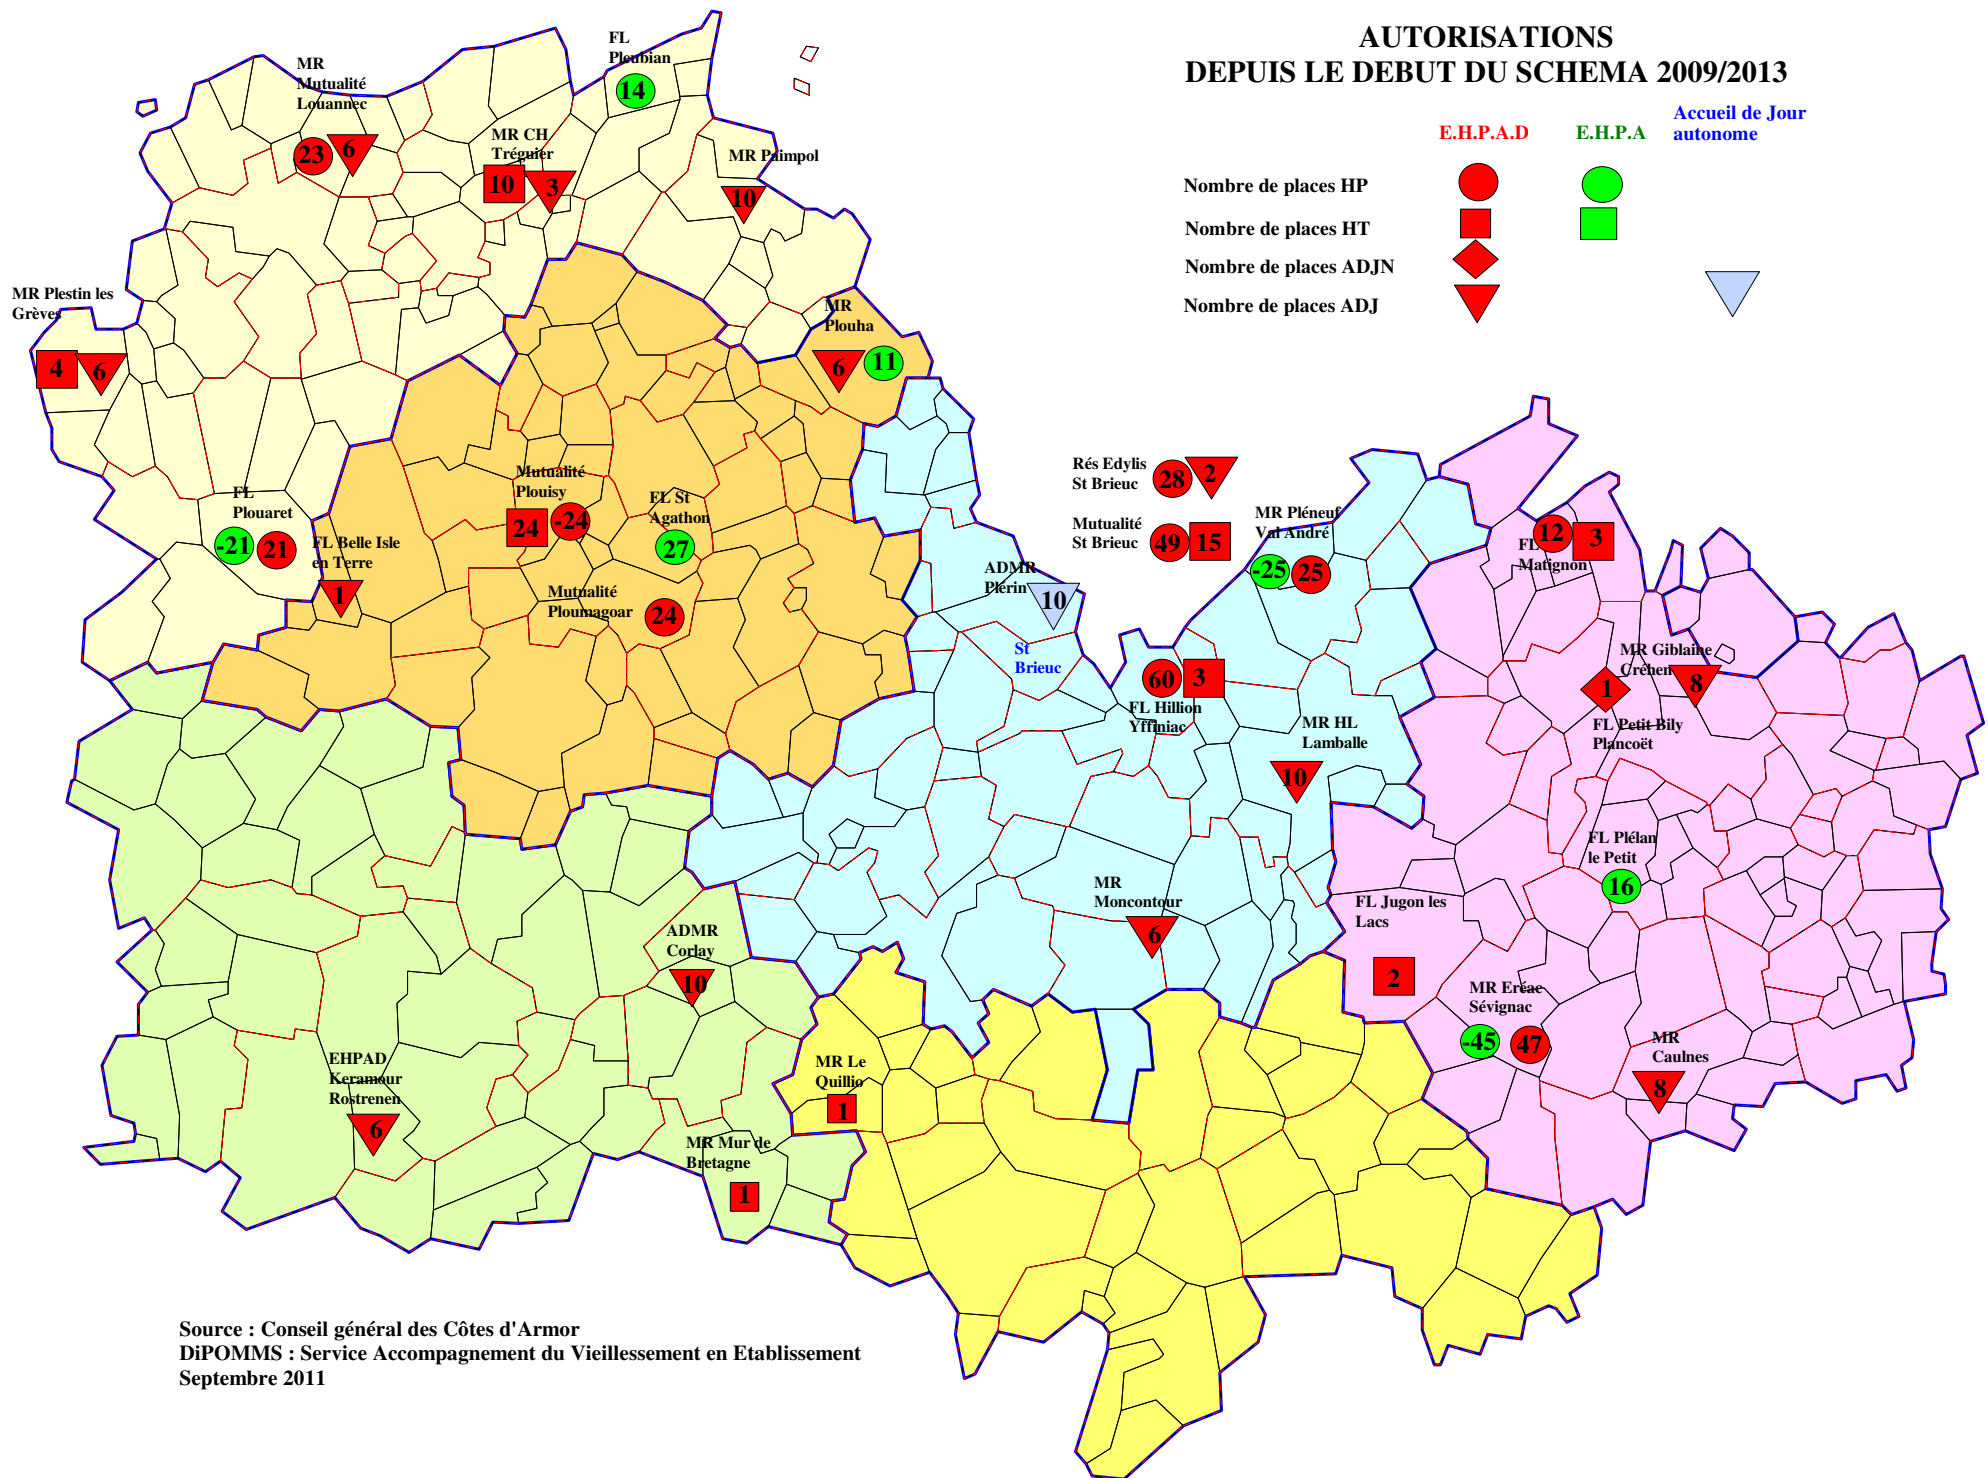 AUTORISATIONS
DEPUIS LE DEBUT DU SCHEMA 2009/2013
E.H.P.A.D
E.H.P.A
Accueil de Jour
autonome
Nombre de places HP
Nombre de places HT
Nombre de places ADJN
Nombre de places ADJ
MR
Mutualité
Louannec
23
6
FL
Pleubian
14
MR CH
Tréguier
10
3
MR Paimpol
10
MR Plestin les
Grèves
4
6
MR
Plouha
6
11
FL
Plouaret
-21
21
FL Belle Isle
en Terre
1
Mutualité
Plouisy
24
-24
FL St
Agathon
27
Mutualité
Ploumagoar
24
Rés Edylis
St Brieuc
28
2
Mutualité
St Brieuc
49
15
MR Pléneuf
Val André
-25
25
ADMR
Plérin
10
St
Brieuc
60
3
FL Hillion
Yffiniac
MR HL
Lamballe
10
12
3
FL
Matignon
MR Giblaine
Créhen
1
8
FL Petit Bily
Plancoët
FL Plélan
le Petit
16
MR
Moncontour
6
FL Jugon les
Lacs
2
MR Eréac
Sévignac
-45
47
MR
Caulnes
8
ADMR
Corlay
10
EHPAD
Keramour
Rostrenen
6
MR Le
Quillio
1
MR Mur de
Bretagne
1
Source : Conseil général des Côtes d'Armor
DiPOMMS : Service Accompagnement du Vieillessement en Etablissement
Septembre 2011